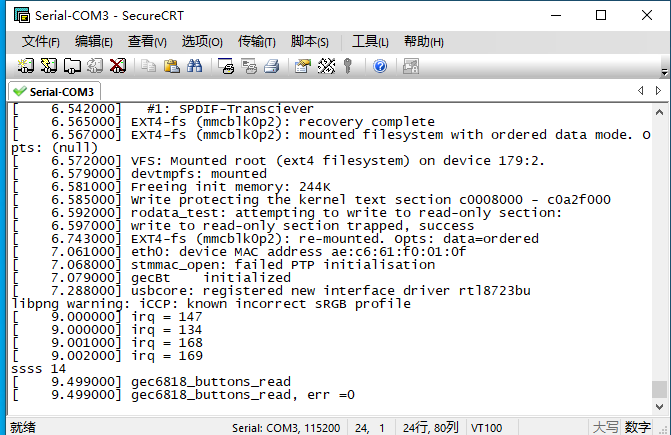 Serial-COM3 - SecureCRT
文件(F) 编辑(E) 查看(V) 选项(O) 传输(T) 脚本(S) 工具(L) 帮助(H)
Serial-COM3
[    6.542000]   #1: SPDIF-Transciever
[    6.565000] EXT4-fs (mmcblk0p2): recovery complete
[    6.567000] EXT4-fs (mmcblk0p2): mounted filesystem with ordered data mode. O
pts: (null)
[    6.572000] VFS: Mounted root (ext4 filesystem) on device 179:2.
[    6.579000] devtmpfs: mounted
[    6.581000] Freeing init memory: 244K
[    6.585000] Write protecting the kernel text section c0008000 - c0a2f000
[    6.592000] rodata_test: attempting to write to read-only section:
[    6.597000] write to read-only section trapped, success
[    6.743000] EXT4-fs (mmcblk0p2): re-mounted. Opts: data=ordered
[    7.061000] eth0: device MAC address ae:c6:61:f0:01:0f
[    7.068000] stmmac_open: failed PTP initialisation
[    7.079000] gecBt    initialized
[    7.288000] usbcore: registered new interface driver rtl8723bu
libpng warning: iCCP: known incorrect sRGB profile
[    9.000000] irq = 147
[    9.000000] irq = 134
[    9.001000] irq = 168
[    9.002000] irq = 169
ssss 14
[    9.499000] gec6818_buttons_read
[    9.499000] gec6818_buttons_read, err =0
就绪 Serial: COM3, 115200 24, 1 24行, 80列 VT100 大写 数字